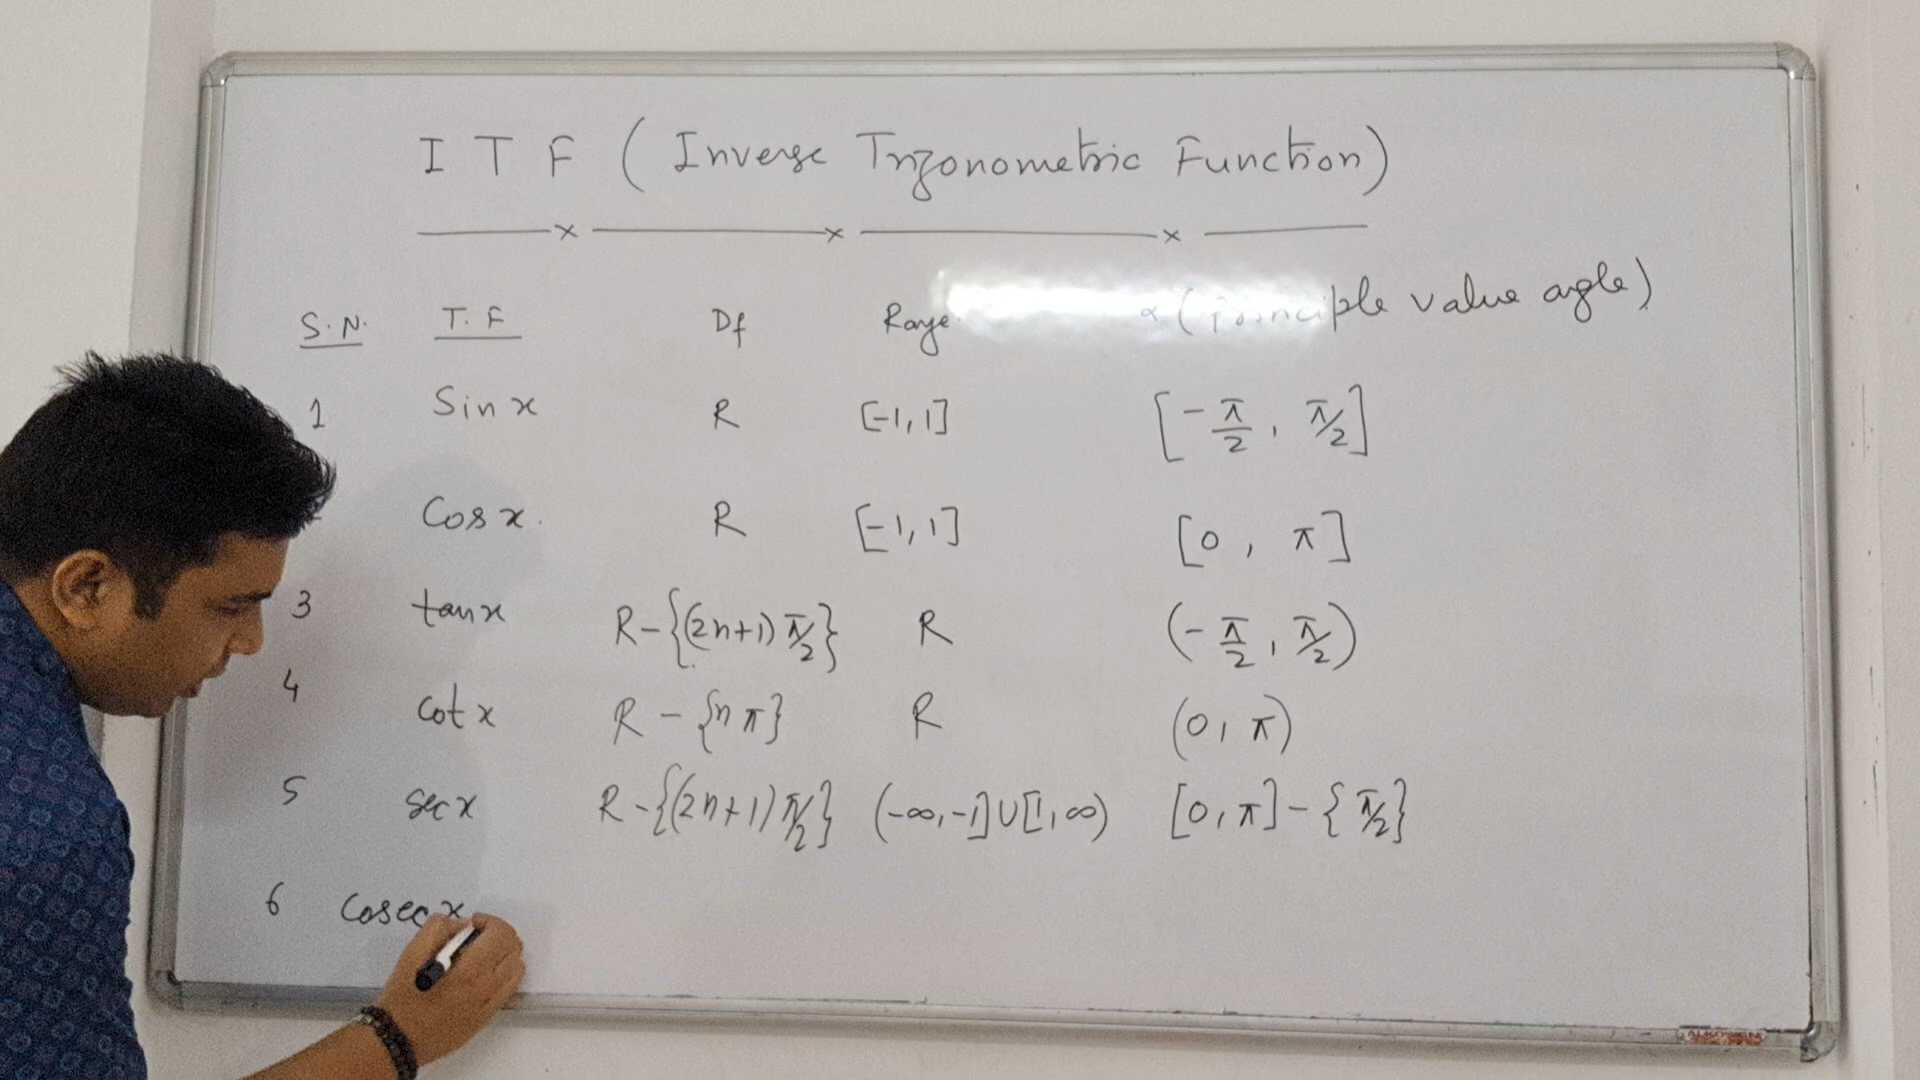 I T F ( Inverse Trigonometric Function)
S.N. T.F Df Range α (Principle value angle)
1 Sin x R [-1, 1] [-π/2, π/2]
Cos x. R [-1, 1] [0, π]
3 tan x R-{(2n+1) π/2} R (-π/2, π/2)
4 cot x R - {n π} R (0, π)
5 sec x R-{(2n+1) π/2} (-∞, -1]∪[1, ∞) [0, π]-{π/2}
6 Cosec x